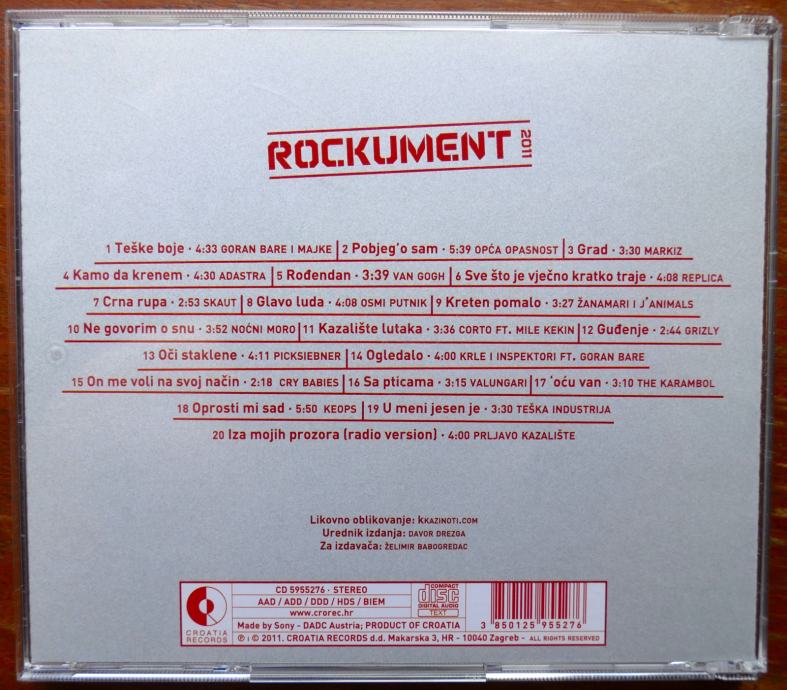 ROCKUMENT 2011
1 Teške boje · 4:33 GORAN BARE I MAJKE | 2 Pobjeg'o sam · 5:39 OPĆA OPASNOST | 3 Grad · 3:30 MARKIZ
4 Kamo da krenem · 4:30 ADASTRA | 5 Rođendan · 3:39 VAN GOGH | 6 Sve što je vječno kratko traje · 4:08 REPLICA
7 Crna rupa · 2:53 SKAUT | 8 Glavo luda · 4:08 OSMI PUTNIK | 9 Kreten pomalo · 3:27 ŽANAMARI I J'ANIMALS
10 Ne govorim o snu · 3:52 NOĆNI MORO | 11 Kazalište lutaka · 3:36 CORTO FT. MILE KEKIN | 12 Guđenje · 2:44 GRIZLY
13 Oči staklene · 4:11 PICKSIEBNER | 14 Ogledalo · 4:00 KRLE I INSPEKTORI FT. GORAN BARE
15 On me voli na svoj način · 2:18 CRY BABIES | 16 Sa pticama · 3:15 VALUNGARI | 17 'oću van · 3:10 THE KARAMBOL
18 Oprosti mi sad · 5:50 KEOPS | 19 U meni jesen je · 3:30 TEŠKA INDUSTRIJA
20 Iza mojih prozora (radio version) · 4:00 PRLJAVO KAZALIŠTE
Likovno oblikovanje: KKAZINOTI.COM
Urednik izdanja: DAVOR DREZGA
Za izdavača: ŽELIMIR BABOGREDAC
CROATIA RECORDS
CD 5955276 · STEREO
AAD / ADD / DDD / HDS / BIEM
www.crorec.hr
COMPACT disc DIGITAL AUDIO TEXT
Made by Sony - DADC Austria; PRODUCT OF CROATIA
℗ i © 2011. CROATIA RECORDS d.d. Makarska 3, HR - 10040 Zagreb - ALL RIGHTS RESERVED
3 850125 955276